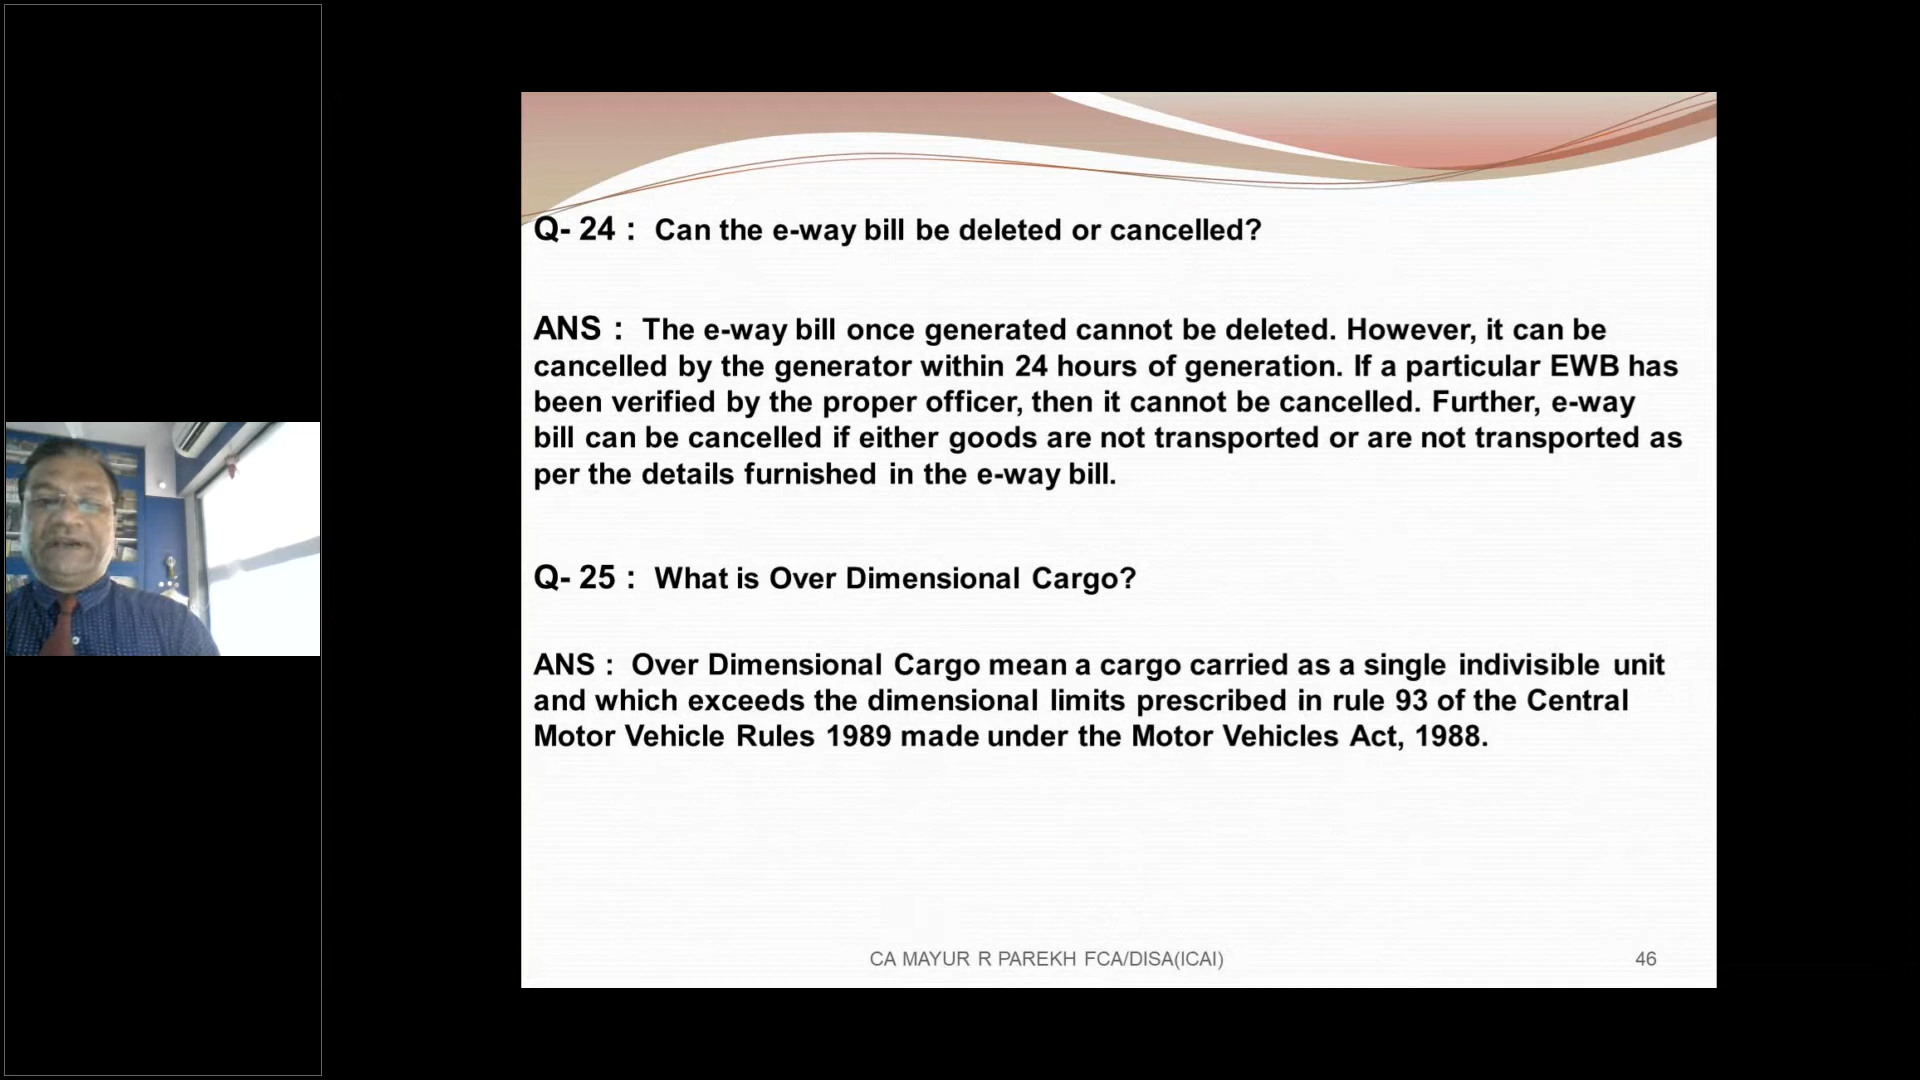 Q- 24 : Can the e-way bill be deleted or cancelled?
ANS : The e-way bill once generated cannot be deleted. However, it can be
cancelled by the generator within 24 hours of generation. If a particular EWB has
been verified by the proper officer, then it cannot be cancelled. Further, e-way
bill can be cancelled if either goods are not transported or are not transported as
per the details furnished in the e-way bill.
Q- 25 : What is Over Dimensional Cargo?
ANS : Over Dimensional Cargo mean a cargo carried as a single indivisible unit
and which exceeds the dimensional limits prescribed in rule 93 of the Central
Motor Vehicle Rules 1989 made under the Motor Vehicles Act, 1988.
CA MAYUR R PAREKH FCA/DISA(ICAI)
46